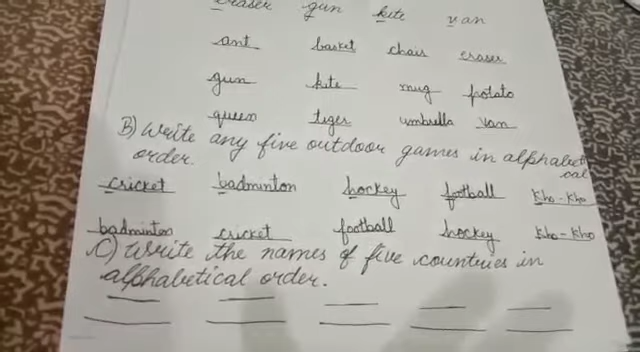 eraser gun kite van
ant basket chair eraser
gun kite mug potato
queen tiger umbrella van
B) Write any five outdoor games in alphabetical
order.
cricket badminton hockey football Kho-Kho
badminton cricket football hockey Kho-Kho
C) Write the names of five countries in
alphabetical order.